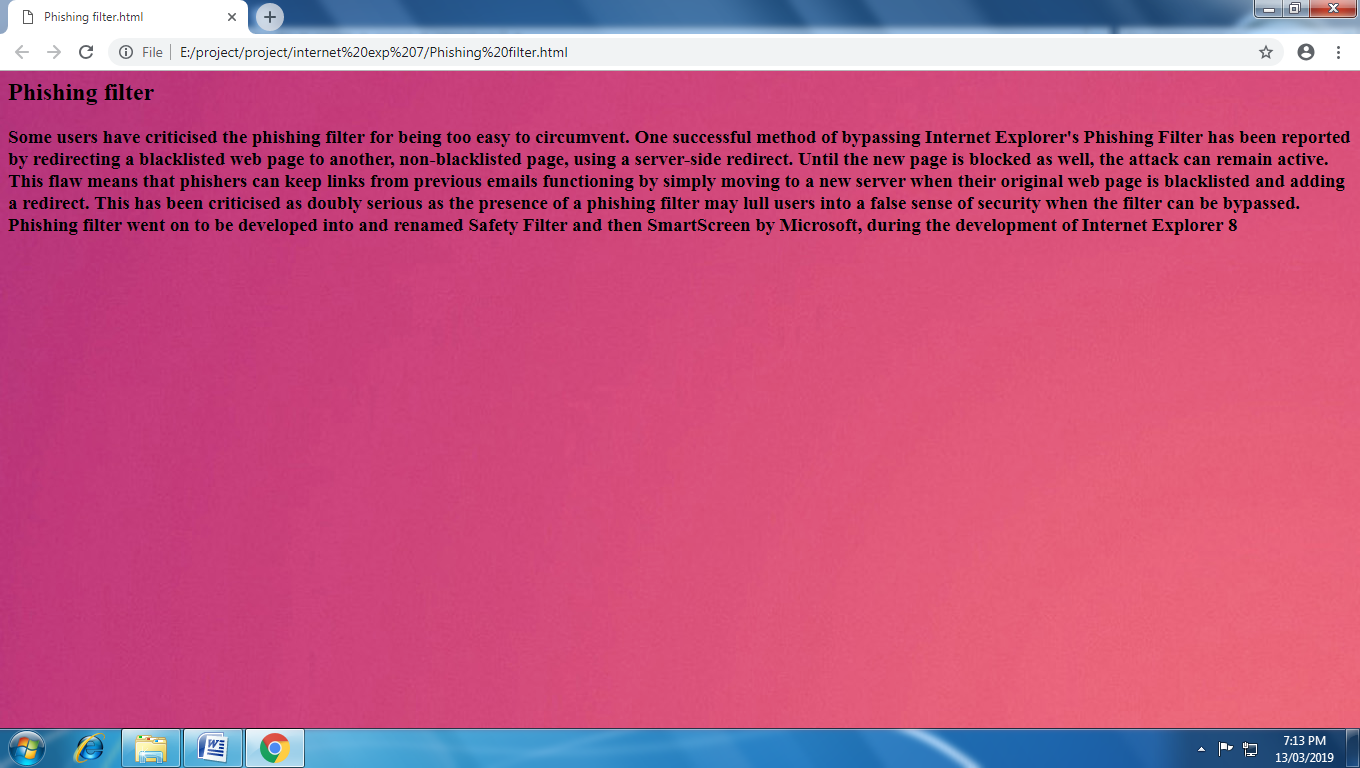 Phishing filter.html
File
E:/project/project/internet%20exp%207/Phishing%20filter.html
Phishing filter
Some users have criticised the phishing filter for being too easy to circumvent. One successful method of bypassing Internet Explorer's Phishing Filter has been reported
by redirecting a blacklisted web page to another, non-blacklisted page, using a server-side redirect. Until the new page is blocked as well, the attack can remain active.
This flaw means that phishers can keep links from previous emails functioning by simply moving to a new server when their original web page is blacklisted and adding
a redirect. This has been criticised as doubly serious as the presence of a phishing filter may lull users into a false sense of security when the filter can be bypassed.
Phishing filter went on to be developed into and renamed Safety Filter and then SmartScreen by Microsoft, during the development of Internet Explorer 8
7:13 PM
13/03/2019